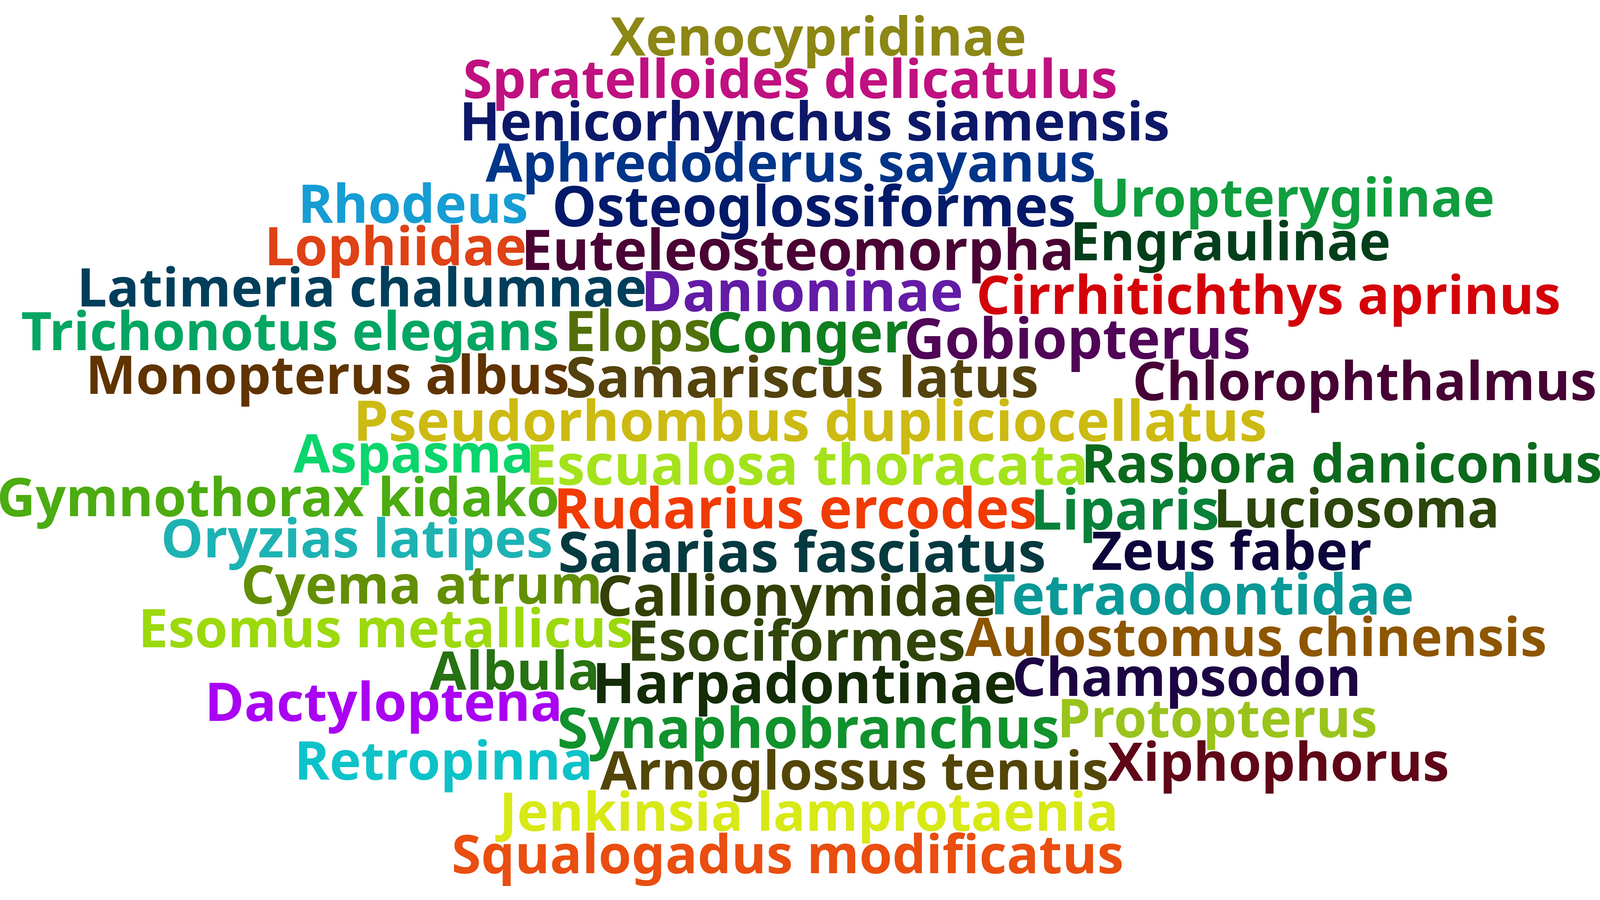 Xenocypridinae
Spratelloides delicatulus
Henicorhynchus siamensis
Aphredoderus sayanus
Rhodeus Osteoglossiformes Uropterygiinae
Lophiidae Euteleosteomorpha Engraulinae
Latimeria chalumnae Danioninae Cirrhitichthys aprinus
Trichonotus elegans Elops Conger Gobiopterus
Monopterus albus Samariscus latus Chlorophthalmus
Pseudorhombus dupliciocellatus
Aspasma Escualosa thoracata Rasbora daniconius
Gymnothorax kidako Rudarius ercodes Liparis Luciosoma
Oryzias latipes Salarias fasciatus Zeus faber
Cyema atrum Callionymidae Tetraodontidae
Esomus metallicus Esociformes Aulostomus chinensis
Albula Harpadontinae Champsodon
Dactyloptena Synaphobranchus Protopterus
Retropinna Arnoglossus tenuis Xiphophorus
Jenkinsia lamprotaenia
Squalogadus modificatus